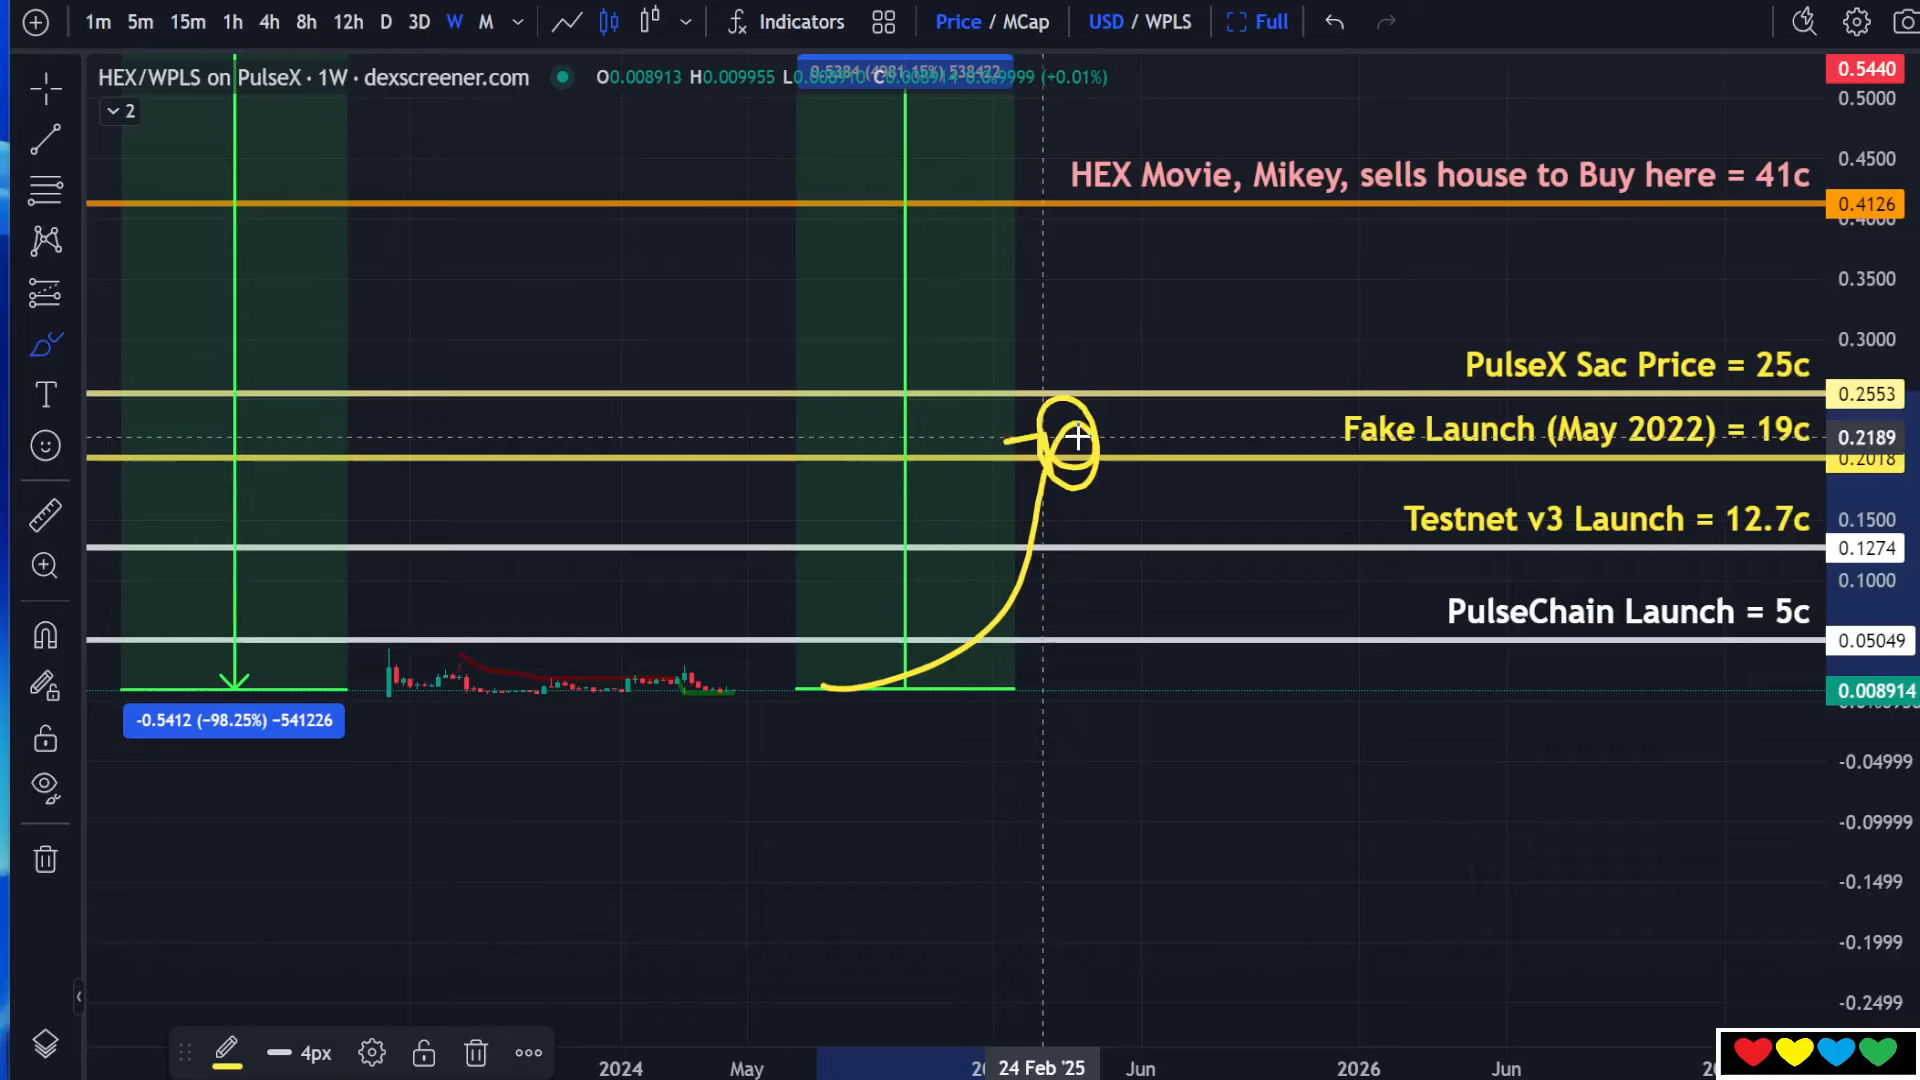 1m 5m 15m 1h 4h 8h 12h D 3D W M Indicators Price / MCap USD / WPLS Full
HEX/WPLS on PulseX · 1W · dexscreener.com O0.008913 H0.009955 (+0.01%)
0.5440
0.5000
2
0.4500
HEX Movie, Mikey, sells house to Buy here = 41c
0.4126
0.3500
0.3000
PulseX Sac Price = 25c
0.2553
Fake Launch (May 2022) = 19c
0.2189
0.2018
Testnet v3 Launch = 12.7c
0.1500
0.1274
0.1000
PulseChain Launch = 5c
0.05049
0.008914
-0.5412 (−98.25%) −541226
-0.04999
-0.09999
-0.1499
-0.1999
-0.2499
4px
2024 May 24 Feb '25 Jun 2026 Jun